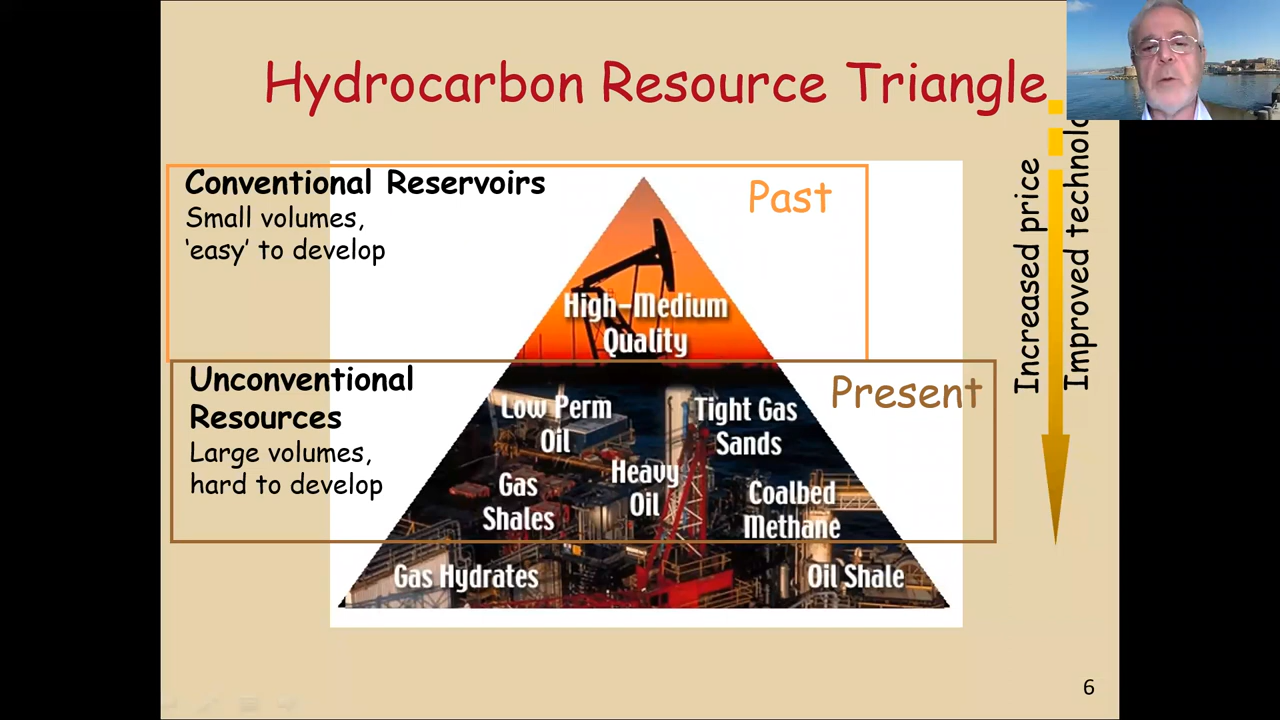 Hydrocarbon Resource Triangle
Conventional Reservoirs
Small volumes,
‘easy’ to develop
Past
High-Medium
Quality
Unconventional
Resources
Large volumes,
hard to develop
Present
Low Perm
Oil
Tight Gas
Sands
Heavy
Oil
Gas
Shales
Coalbed
Methane
Gas Hydrates
Oil Shale
Increased price
Improved
6